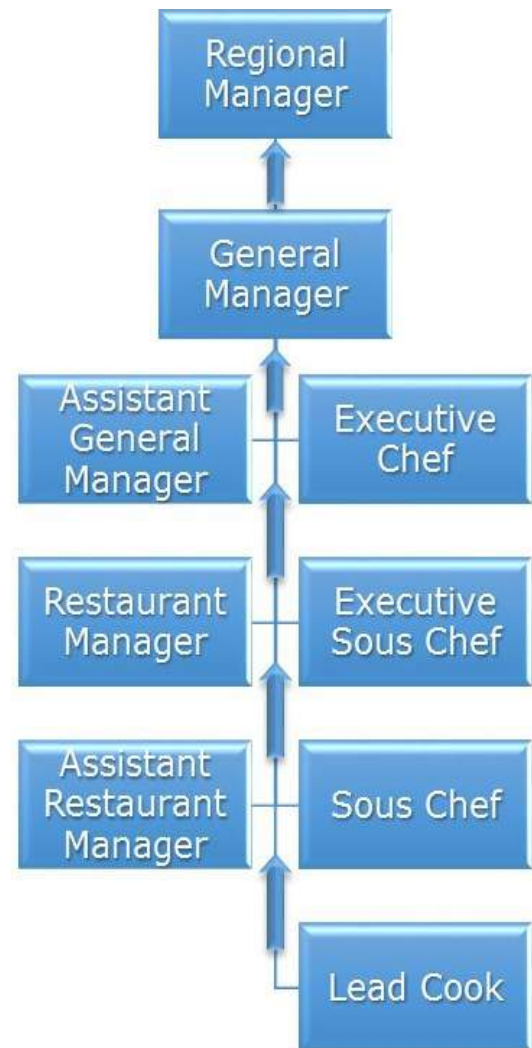 Regional
Manager
General
Manager
Assistant
General
Manager
Executive
Chef
Restaurant
Manager
Executive
Sous Chef
Assistant
Restaurant
Manager
Sous Chef
Lead Cook